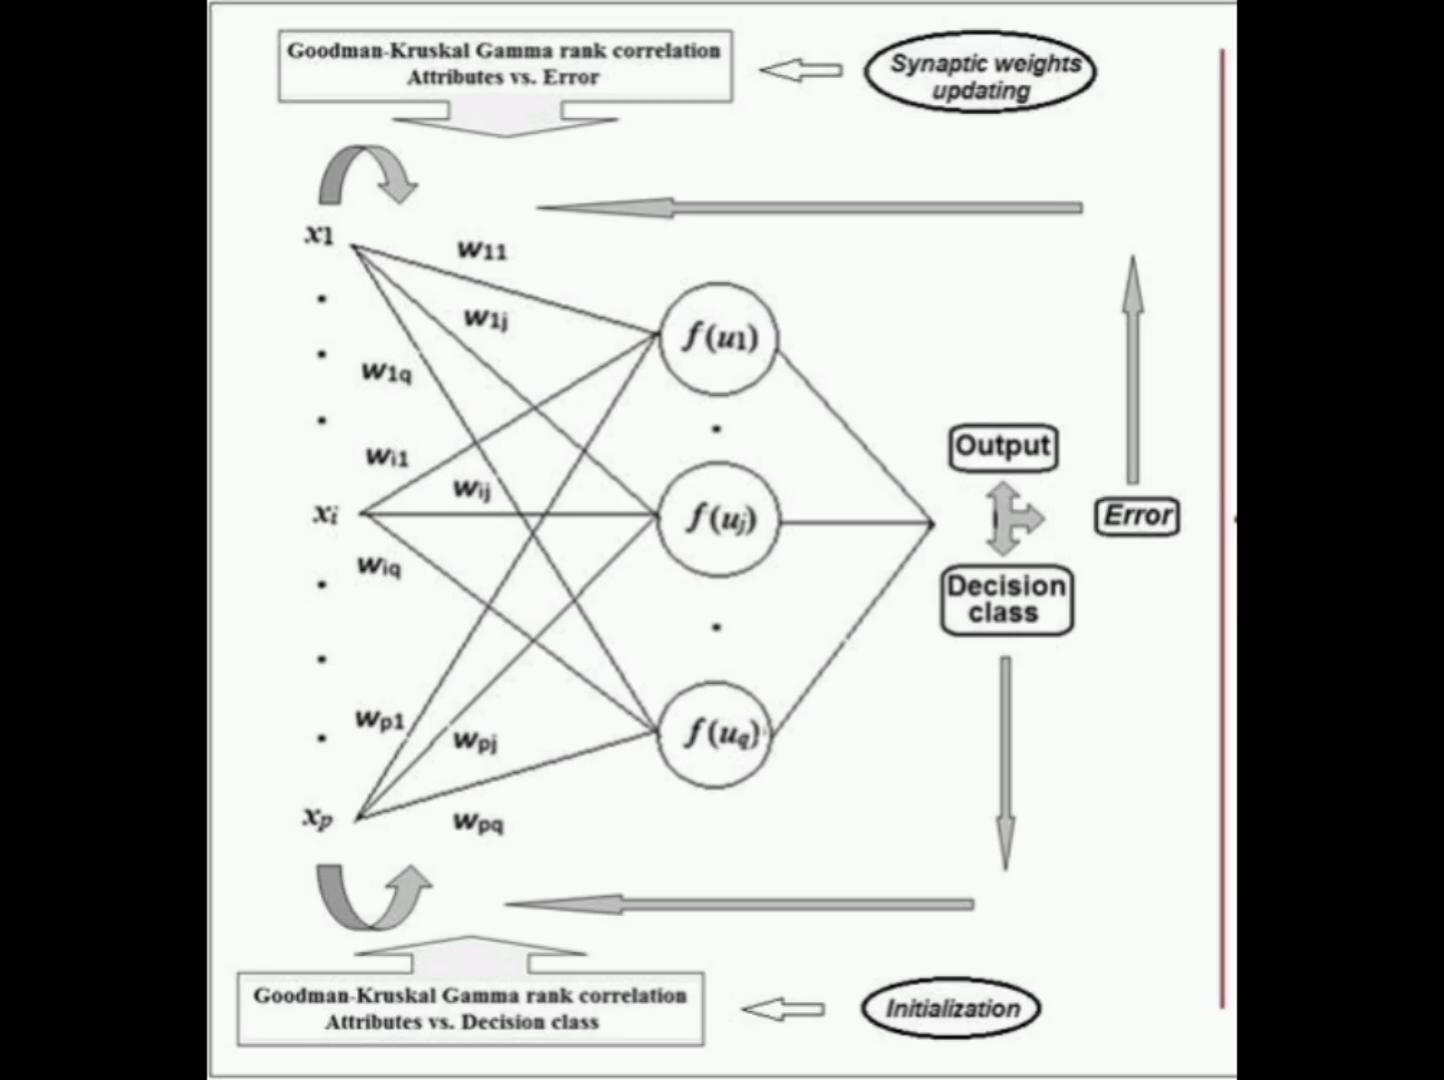 Goodman-Kruskal Gamma rank correlation
Attributes vs. Error
Synaptic weights
updating
x1
w11
w1j
w1q
f(u1)
wi1
Output
wij
xi
f(uj)
Error
wiq
Decision
class
wp1
wpj
f(uq)
xp
wpq
Goodman-Kruskal Gamma rank correlation
Attributes vs. Decision class
Initialization